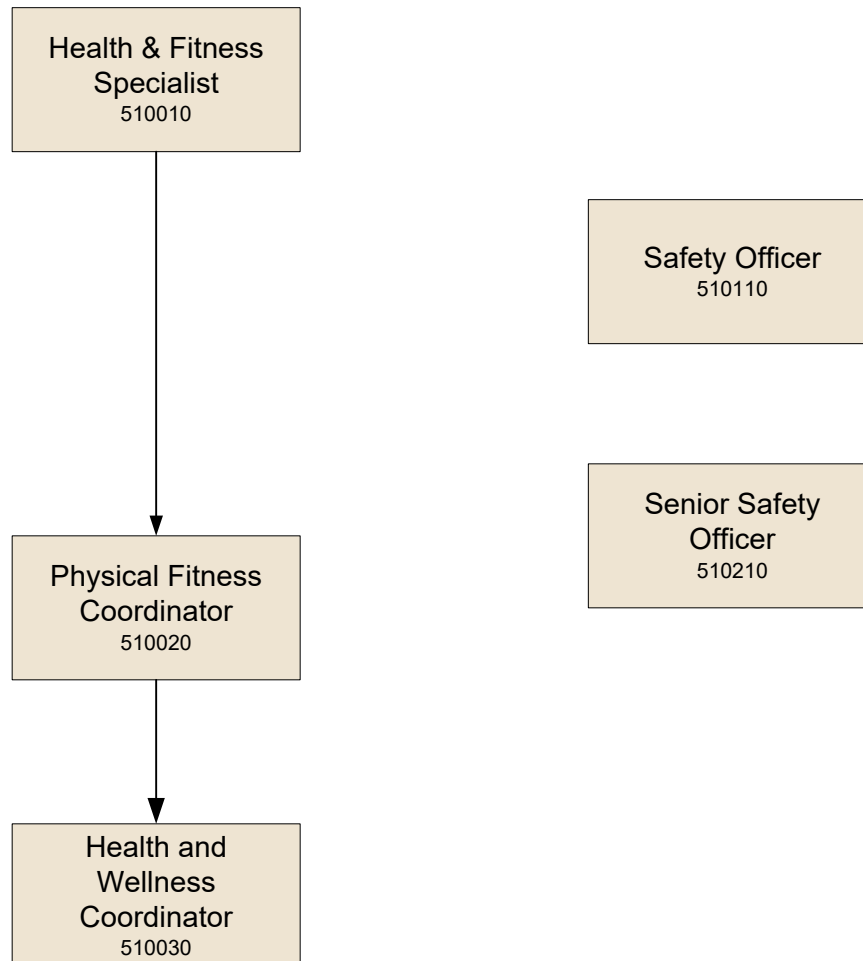 Health & Fitness
Specialist
510010
Safety Officer
510110
Senior Safety
Officer
510210
Physical Fitness
Coordinator
510020
Health and
Wellness
Coordinator
510030